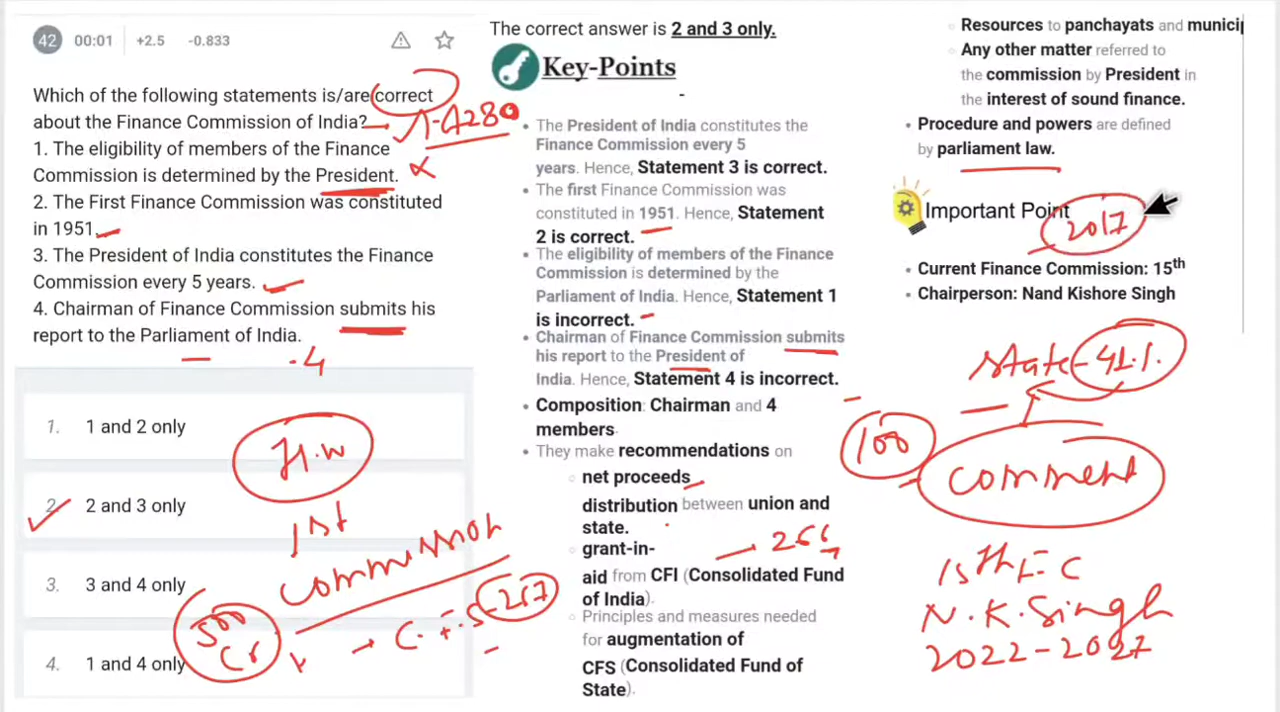 42 00:01 +2.5 -0.833
Which of the following statements is/are correct
about the Finance Commission of India?
A-4280
1. The eligibility of members of the Finance
Commission is determined by the President.
2. The First Finance Commission was constituted
in 1951.
3. The President of India constitutes the Finance
Commission every 5 years.
4. Chairman of Finance Commission submits his
report to the Parliament of India.
4
1. 1 and 2 only
2. 2 and 3 only
3. 3 and 4 only
4. 1 and 4 only
H.W
1st
Commission
500
Cr
C.F.S-267
The correct answer is 2 and 3 only.
Key-Points
• The President of India constitutes the
Finance Commission every 5
years. Hence, Statement 3 is correct.
• The first Finance Commission was
constituted in 1951. Hence, Statement
2 is correct.
• The eligibility of members of the Finance
Commission is determined by the
Parliament of India. Hence, Statement 1
is incorrect.
• Chairman of Finance Commission submits
his report to the President of
India. Hence, Statement 4 is incorrect.
• Composition: Chairman and 4
members.
• They make recommendations on
○ net proceeds
distribution between union and
state.
○ grant-in-
aid from CFI (Consolidated Fund
of India).
266
○ Principles and measures needed
for augmentation of
CFS (Consolidated Fund of
State).
○ Resources to panchayats and municip
○ Any other matter referred to
the commission by President in
the interest of sound finance.
• Procedure and powers are defined
by parliament law.
Important Point
2017
• Current Finance Commission: 15th
• Chairperson: Nand Kishore Singh
State-41.1.
100
Comment
15th F.C
N.K.Singh
2022-2027